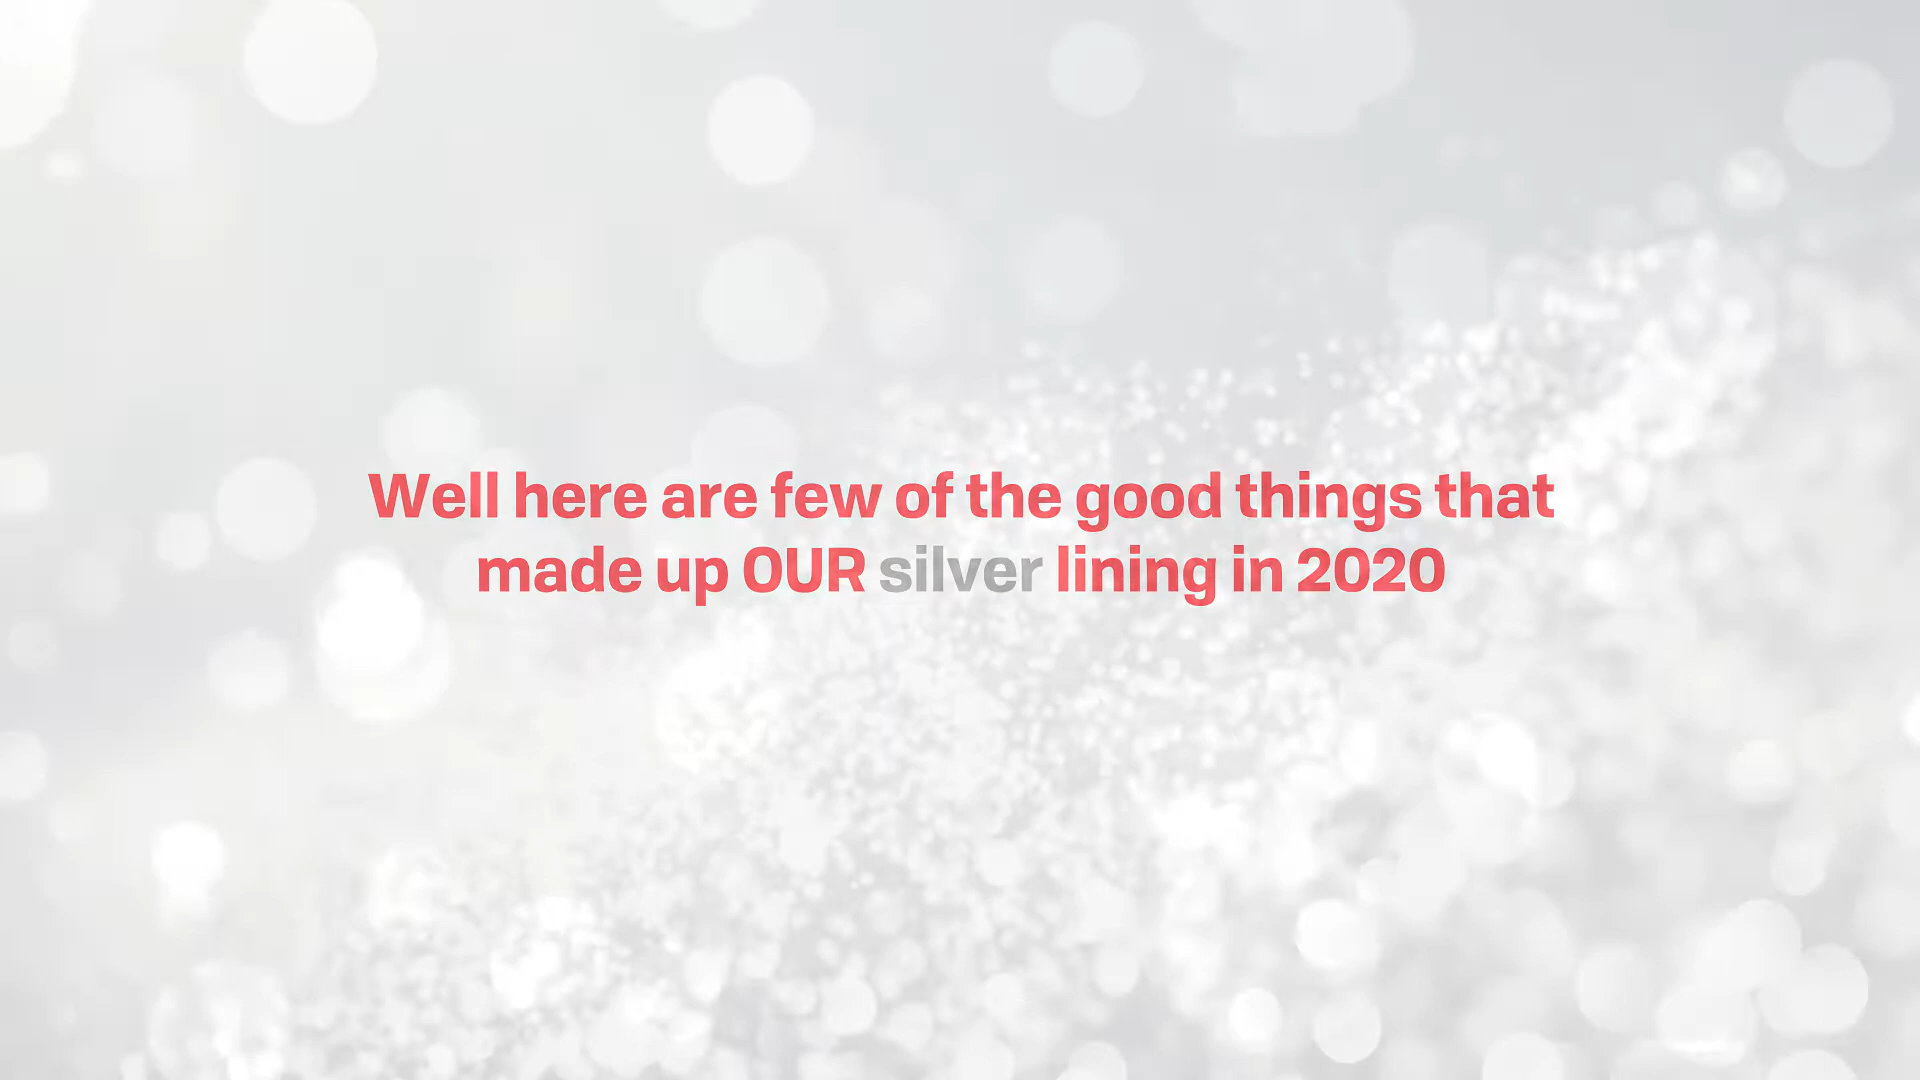 Well here are few of the good things that
made up OUR silver lining in 2020